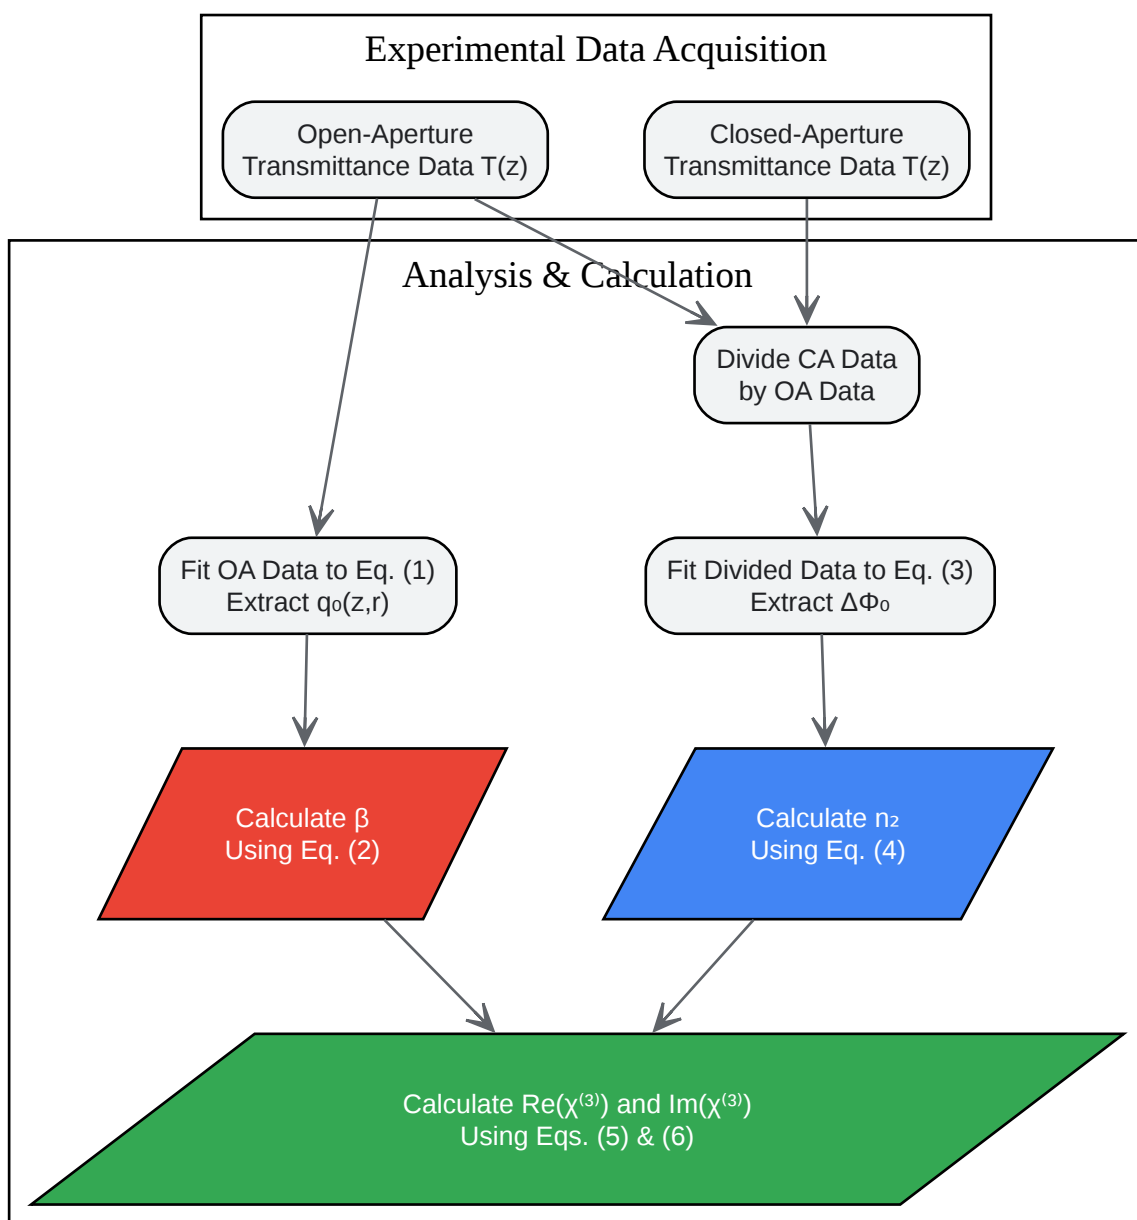 Experimental Data Acquisition
Open-Aperture
Transmittance Data T(z)
Closed-Aperture
Transmittance Data T(z)
Analysis & Calculation
Divide CA Data
by OA Data
Fit OA Data to Eq. (1)
Extract q₀(z,r)
Fit Divided Data to Eq. (3)
Extract ΔΦ₀
Calculate β
Using Eq. (2)
Calculate n₂
Using Eq. (4)
Calculate Re(χ⁽³⁾) and Im(χ⁽³⁾)
Using Eqs. (5) & (6)